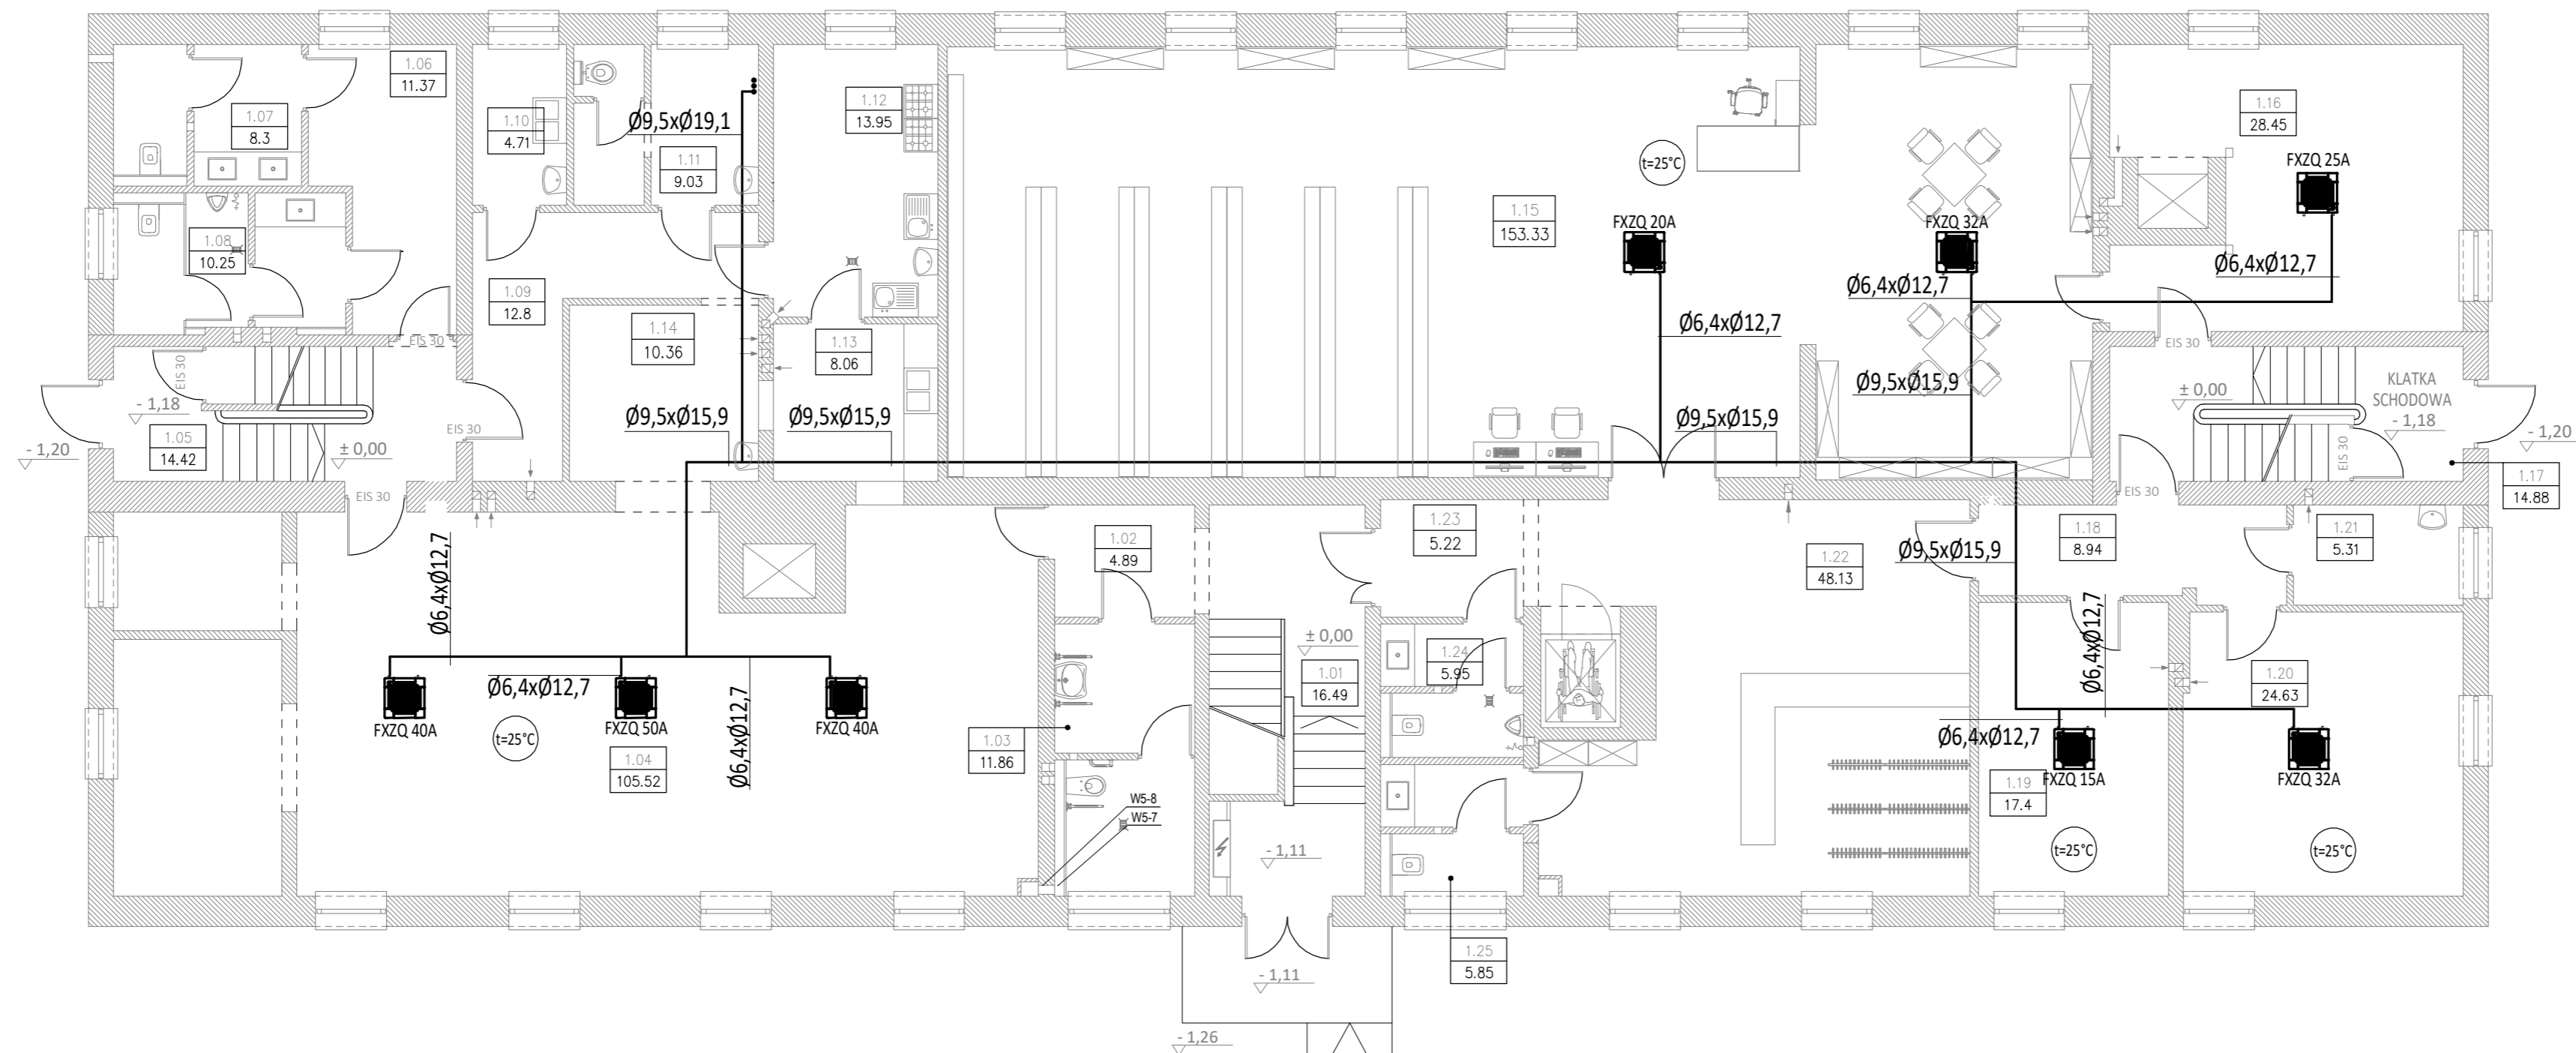 1.06
11.37
1.07
8.3
1.10
4.71
Ø9,5xØ19,1
1.11
9.03
1.12
13.95
t=25°C
1.15
153.33
FXZQ 20A
FXZQ 32A
1.16
28.45
FXZQ 25A
1.08
10.25
1.09
12.8
Ø6,4xØ12,7
Ø6,4xØ12,7
Ø6,4xØ12,7
1.14
10.36
1.13
8.06
EIS 30
EIS 30
EIS 30
- 1,18
- 1,20
1.05
14.42
± 0,00
EIS 30
EIS 30
Ø9,5xØ15,9
Ø9,5xØ15,9
Ø9,5xØ15,9
Ø9,5xØ15,9
± 0,00
KLATKA
SCHODOWA
- 1,18
- 1,20
EIS 30
EIS 30
1.17
14.88
Ø6,4xØ12,7
1.02
4.89
1.23
5.22
1.22
48.13
Ø9,5xØ15,9
1.18
8.94
1.21
5.31
± 0,00
1.01
16.49
1.24
5.95
Ø6,4xØ12,7
1.20
24.63
Ø6,4xØ12,7
FXZQ 40A
t=25°C
FXZQ 50A
1.04
105.52
Ø6,4xØ12,7
FXZQ 40A
1.03
11.86
W5-8
W5-7
Ø6,4xØ12,7
1.19
17.4
FXZQ 15A
FXZQ 32A
t=25°C
t=25°C
- 1,11
- 1,11
1.25
5.85
- 1,26